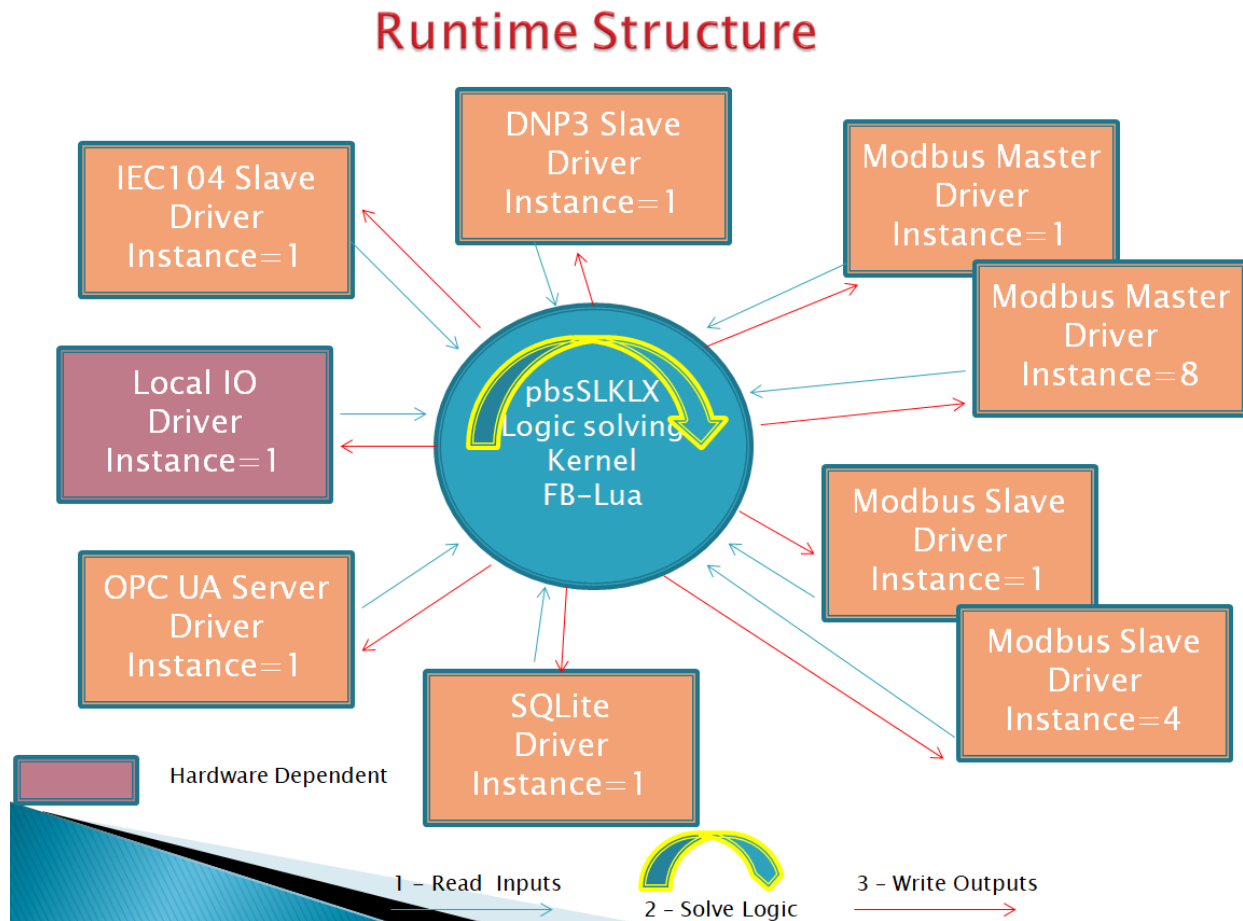 Runtime Structure
DNP3 Slave
Driver
Instance=1
IEC104 Slave
Driver
Instance=1
Modbus Master
Driver
Instance=1
Modbus Master
Driver
Instance=8
Local IO
Driver
Instance=1
pbsSLKLX
Logic solving
Kernel
FB-Lua
Modbus Slave
Driver
Instance=1
Modbus Slave
Driver
Instance=4
OPC UA Server
Driver
Instance=1
SQLite
Driver
Instance=1
Hardware Dependent
1 - Read Inputs
2 - Solve Logic
3 - Write Outputs